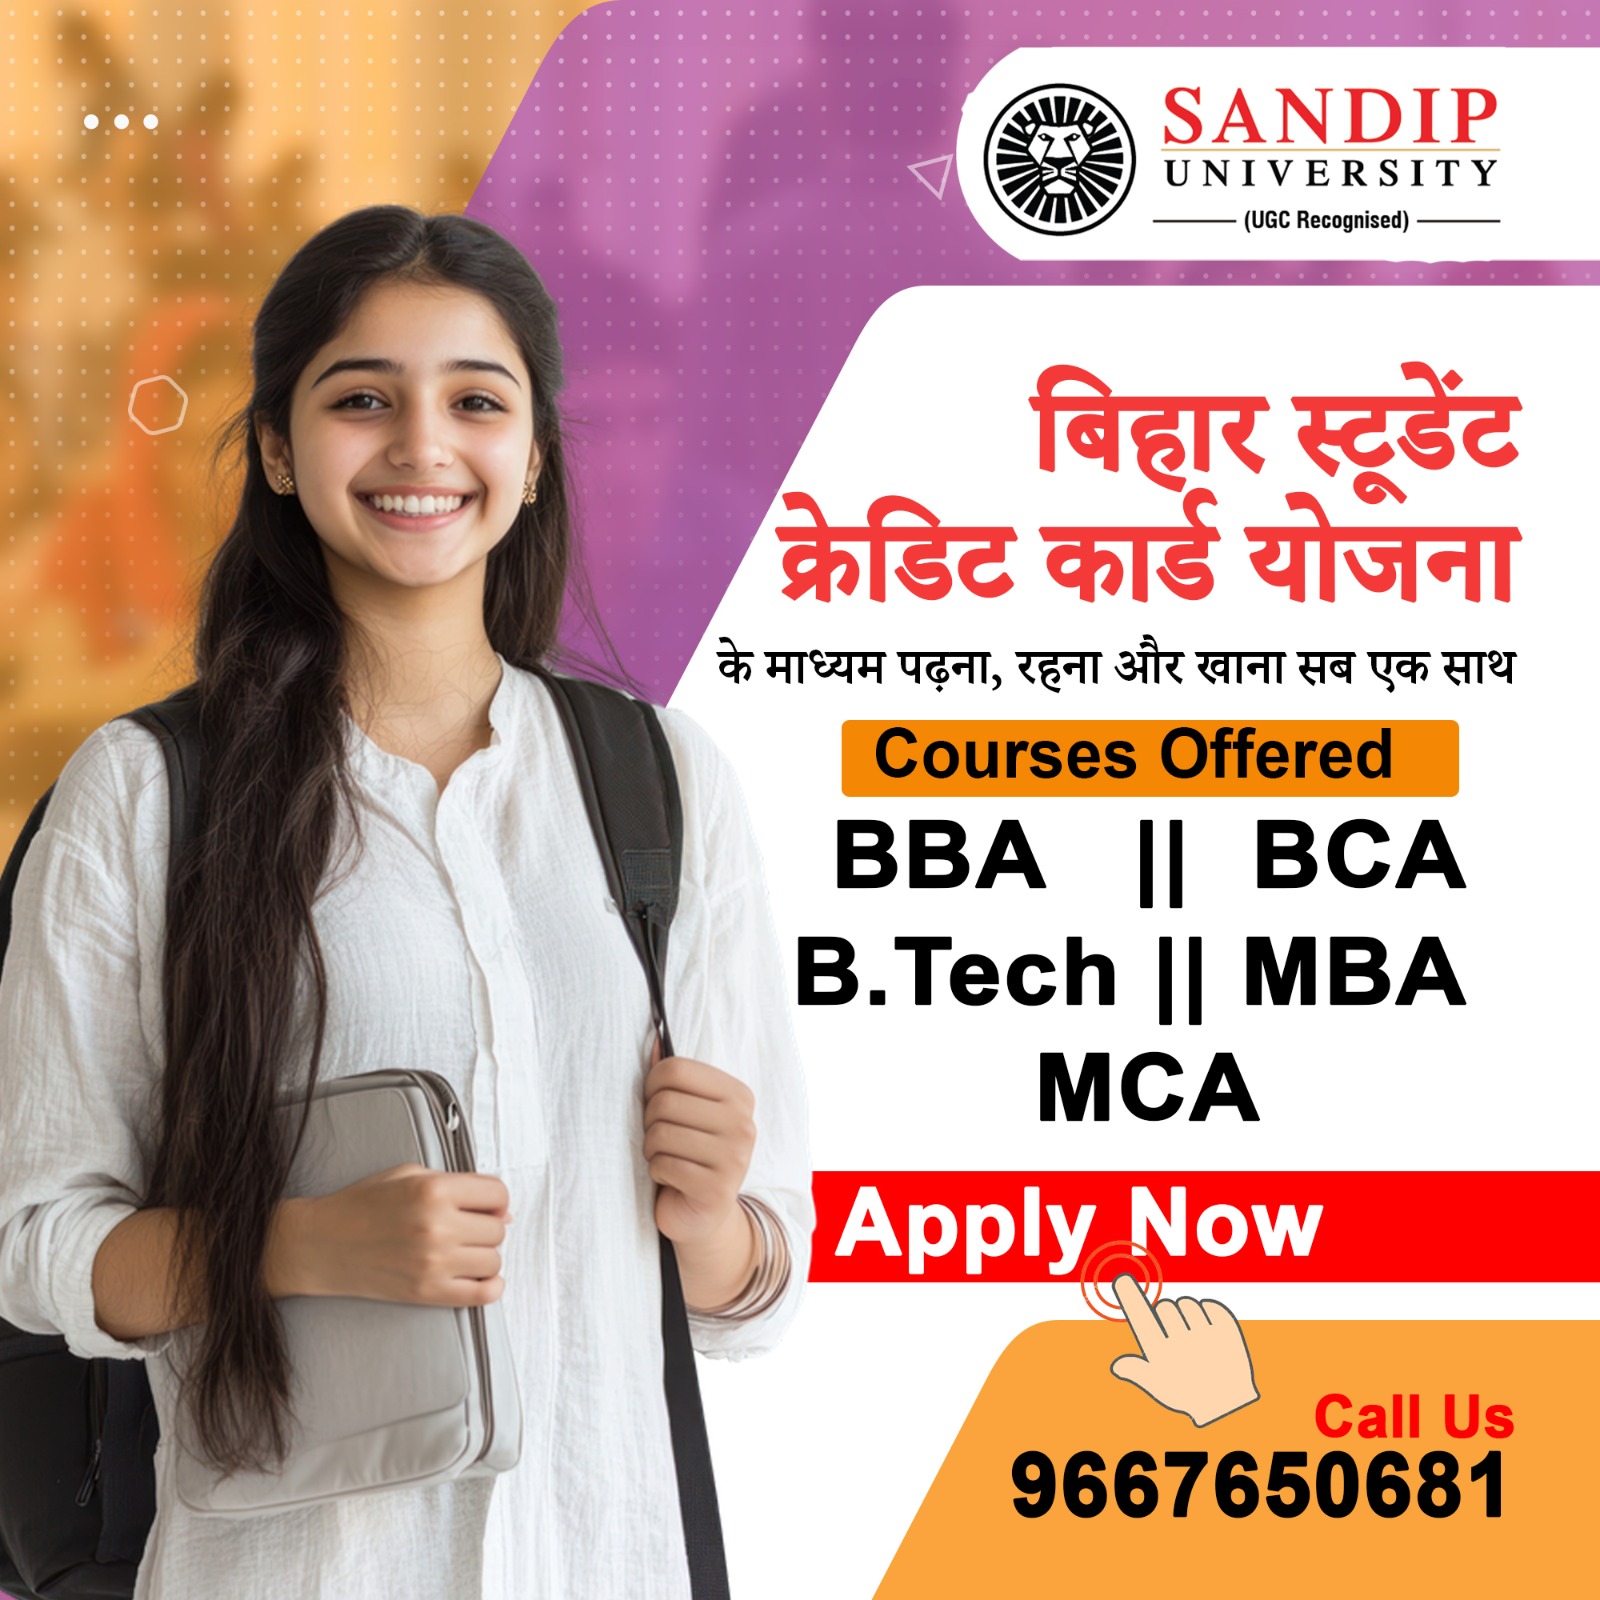 SANDIP
UNIVERSITY
(UGC Recognised)
बिहार स्टूडेंट
क्रेडिट कार्ड योजना
के माध्यम पढ़ना, रहना और खाना सब एक साथ
Courses Offered
BBA || BCA
B.Tech || MBA
MCA
Apply Now
Call Us
9667650681